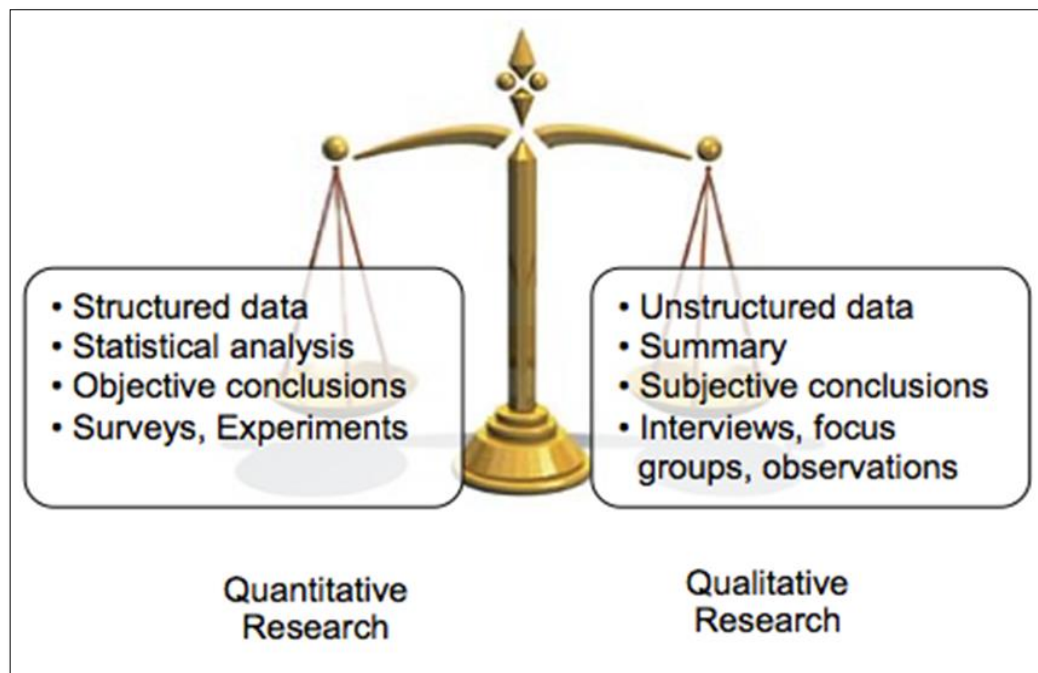 • Structured data
• Statistical analysis
• Objective conclusions
• Surveys, Experiments
• Unstructured data
• Summary
• Subjective conclusions
• Interviews, focus
groups, observations
Quantitative
Research
Qualitative
Research